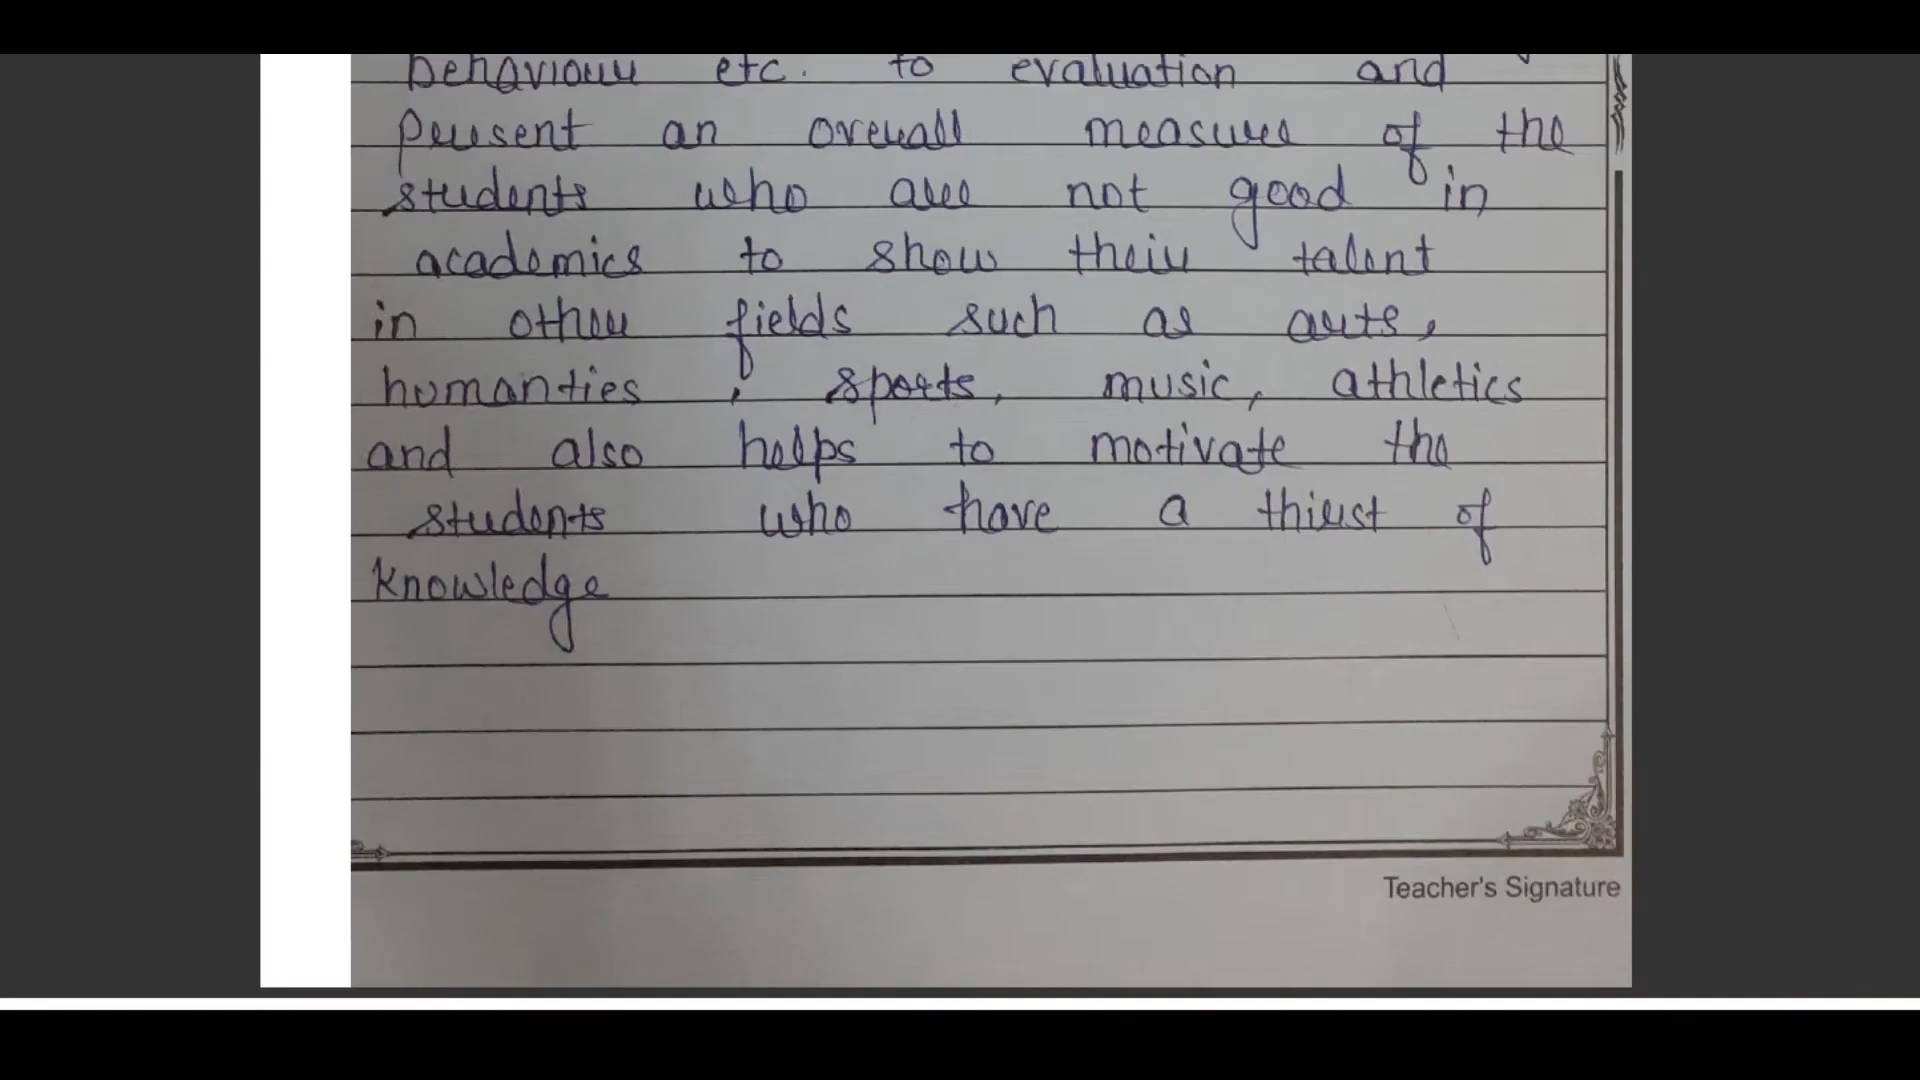 behaviour etc. to evaluation and
present an overall measure of the
students who are not good in
academics to show their talent
in other fields such as arts,
humanties, sports, music, athletics
and also helps to motivate the
students who have a thirst of
knowledge
Teacher's Signature